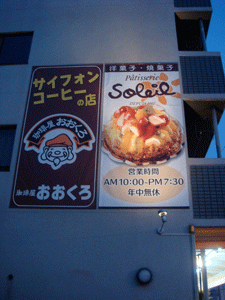 サイフォン
コーヒーの店
珈琲屋 おおくろ
珈琲屋
おおくろ
洋菓子・焼菓子
Pâtisserie
Soleil
営業時間
AM10:00-PM7:30
年中無休